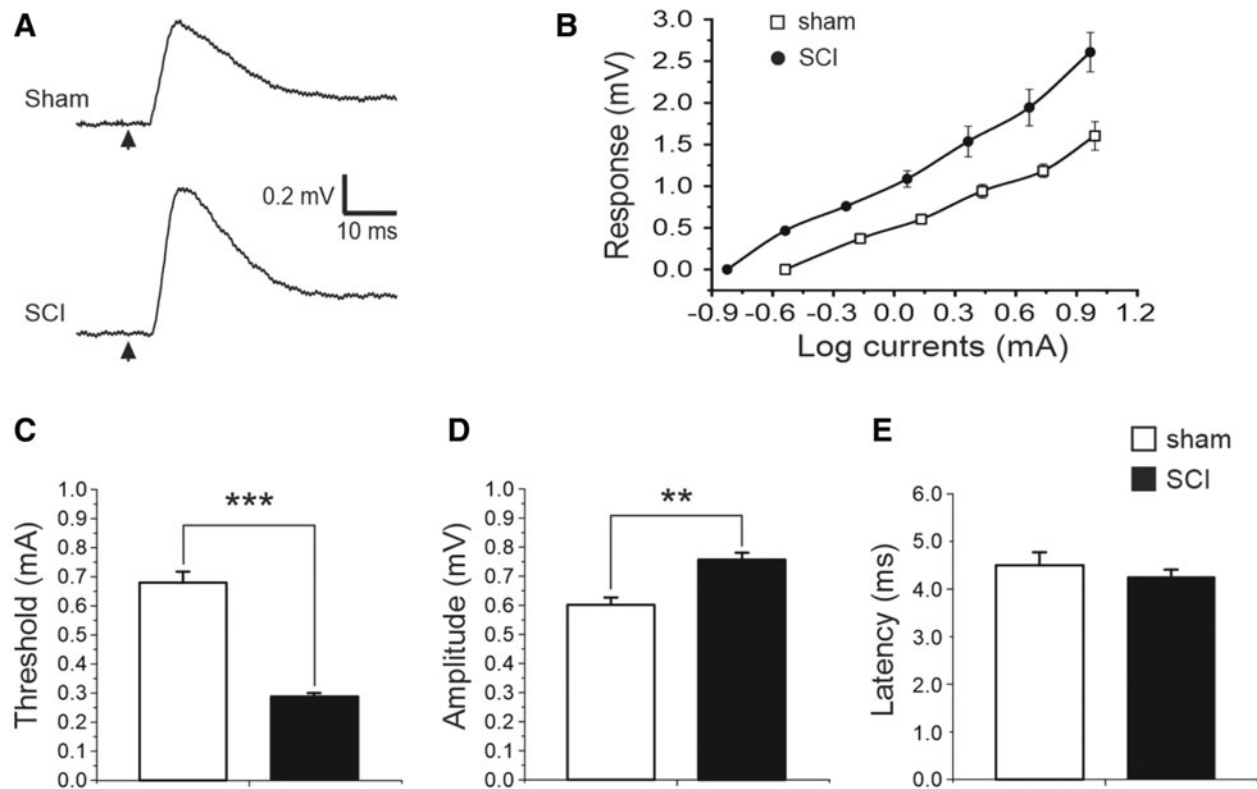 A
Sham
0.2 mV
10 ms
SCI
B
sham
SCI
Response (mV)
3.0
2.5
2.0
1.5
1.0
0.5
0.0
-0.9 -0.6 -0.3 0.0 0.3 0.6 0.9 1.2
Log currents (mA)
C
Threshold (mA)
1.0
0.9
0.8
0.7
0.6
0.5
0.4
0.3
0.2
0.1
0.0
***
D
Amplitude (mV)
1.0
0.9
0.8
0.7
0.6
0.5
0.4
0.3
0.2
0.1
0.0
**
E
sham
SCI
Latency (ms)
6.0
5.0
4.0
3.0
2.0
1.0
0.0